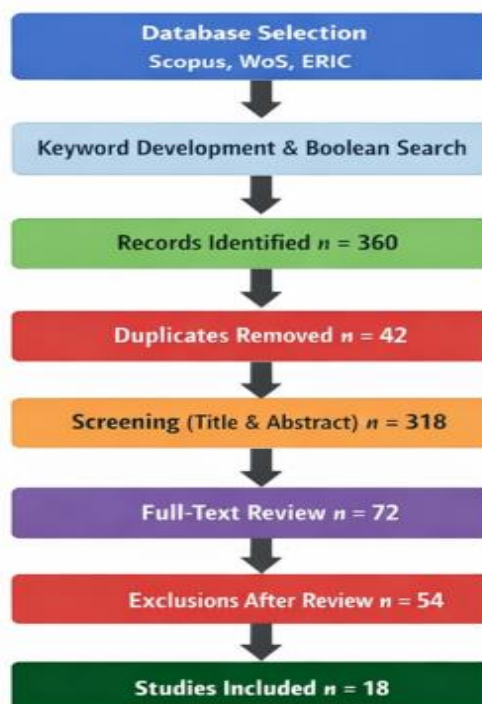 Database Selection
Scopus, WoS, ERIC
Keyword Development & Boolean Search
Records Identified n = 360
Duplicates Removed n = 42
Screening (Title & Abstract) n = 318
Full-Text Review n = 72
Exclusions After Review n = 54
Studies Included n = 18